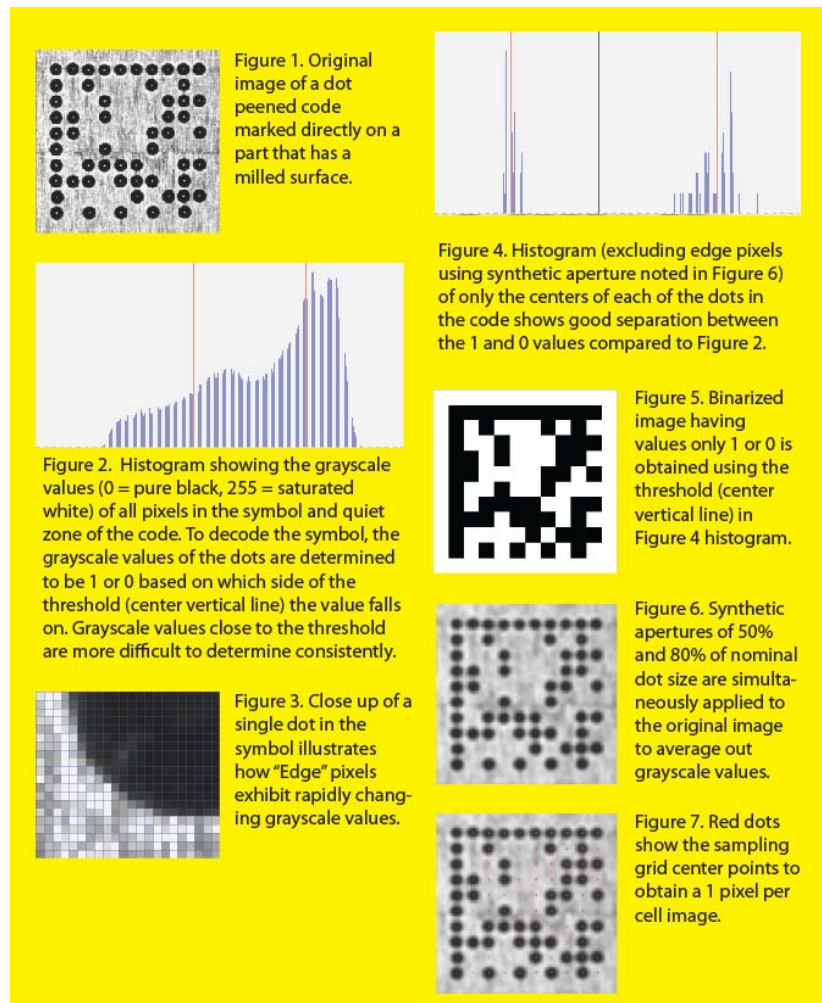 Figure 1. Original
image of a dot
peened code
marked directly on a
part that has a
milled surface.
Figure 2.  Histogram showing the grayscale
values (0 = pure black, 255 = saturated
white) of all pixels in the symbol and quiet
zone of the code. To decode the symbol, the
grayscale values of the dots are determined
to be 1 or 0 based on which side of the
threshold (center vertical line) the value falls
on. Grayscale values close to the threshold
are more difficult to determine consistently.
Figure 3. Close up of a
single dot in the
symbol illustrates
how “Edge” pixels
exhibit rapidly chang-
ing grayscale values.
Figure 4. Histogram (excluding edge pixels
using synthetic aperture noted in Figure 6)
of only the centers of each of the dots in
the code shows good separation between
the 1 and 0 values compared to Figure 2.
Figure 5. Binarized
image having
values only 1 or 0 is
obtained using the
threshold (center
vertical line) in
Figure 4 histogram.
Figure 6. Synthetic
apertures of 50%
and 80% of nominal
dot size are simulta-
neously applied to
the original image
to average out
grayscale values.
Figure 7. Red dots
show the sampling
grid center points to
obtain a 1 pixel per
cell image.